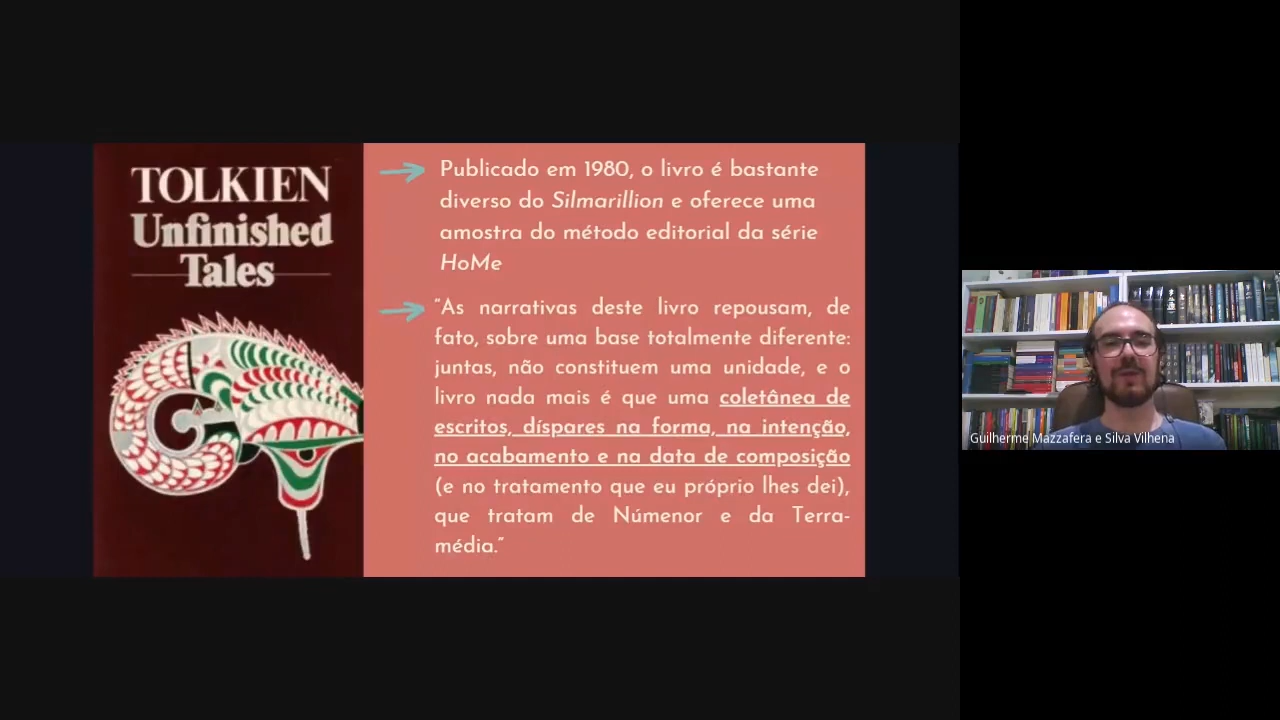 TOLKIEN
Unfinished
Tales
Publicado em 1980, o livro é bastante
diverso do Silmarillion e oferece uma
amostra do método editorial da série
HoMe
“As narrativas deste livro repousam, de
fato, sobre uma base totalmente diferente:
juntas, não constituem uma unidade, e o
livro nada mais é que uma coletânea de
escritos, díspares na forma, na intenção,
no acabamento e na data de composição
(e no tratamento que eu próprio lhes dei),
que tratam de Númenor e da Terra-
média.”
Guilherme Mazzafera e Silva Vilhena